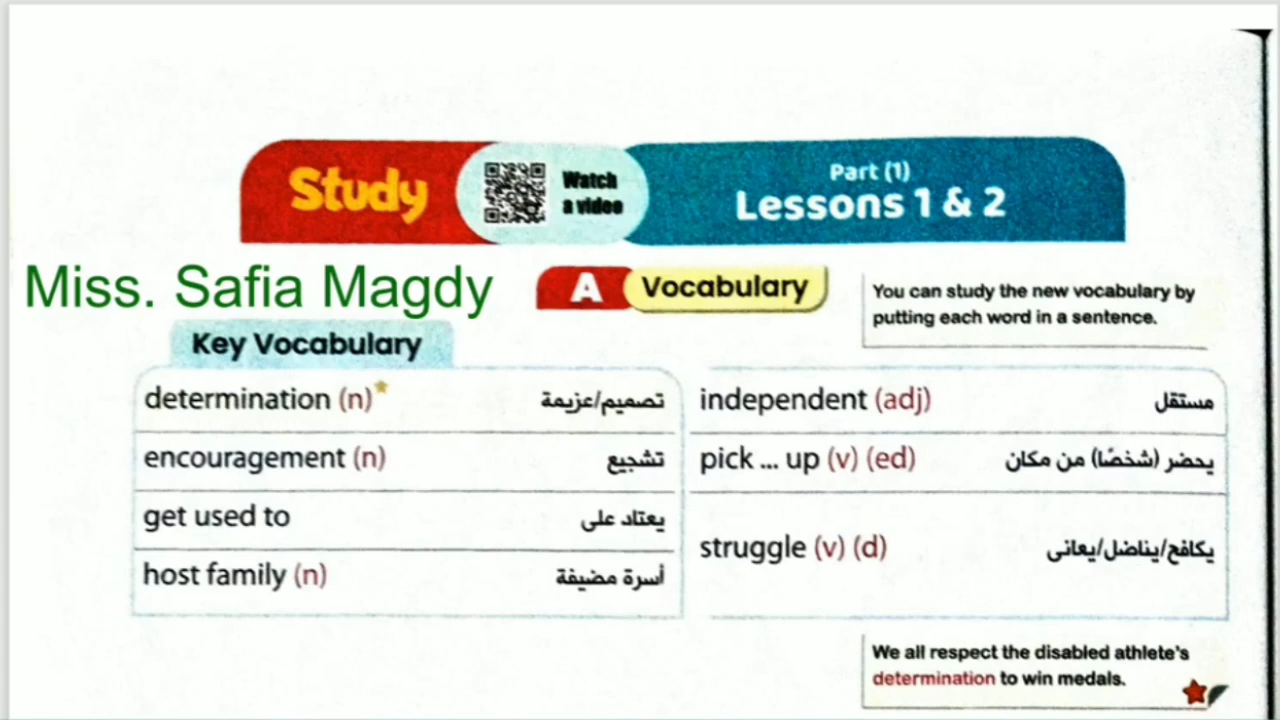 Study
Watch
a video
Part (1)
Lessons 1 & 2
Miss. Safia Magdy
A Vocabulary
You can study the new vocabulary by
putting each word in a sentence.
Key Vocabulary
determination (n)* تصميم/عزيمة
encouragement (n) تشجيع
get used to يعتاد على
host family (n) أسرة مضيفة
independent (adj) مستقل
pick ... up (v) (ed) يحضر (شخصًا) من مكان
struggle (v) (d) يكافح/يناضل/يعانى
We all respect the disabled athlete's
determination to win medals.